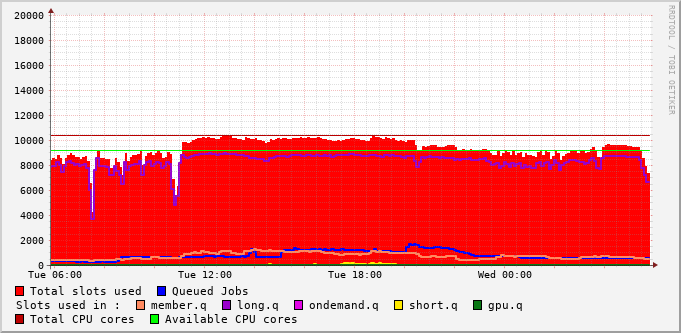 20000
18000
16000
14000
12000
10000
8000
6000
4000
2000
0
Tue 06:00 Tue 12:00 Tue 18:00 Wed 00:00
Total slots used Queued Jobs
Slots used in : member.q long.q ondemand.q short.q gpu.q
Total CPU cores Available CPU cores
RRDTOOL / TOBI OETIKER